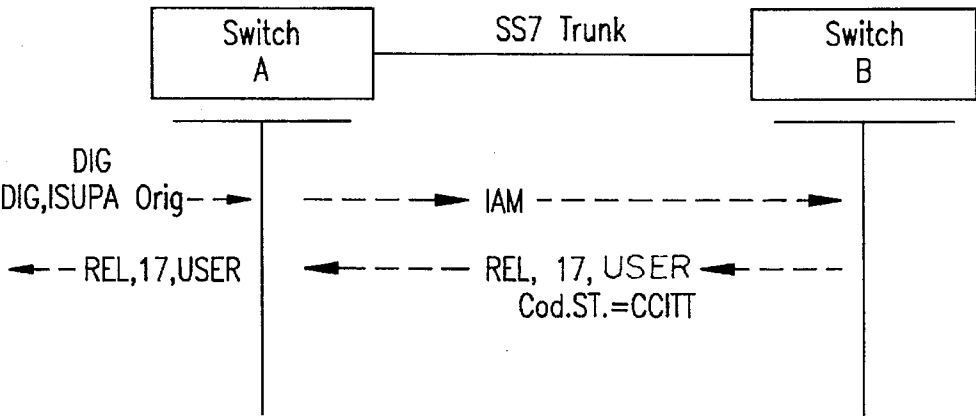 Switch
A
SS7 Trunk
Switch
B
DIG
DIG,ISUPA Orig
IAM
REL,17,USER
REL, 17, USER
Cod.ST.=CCITT